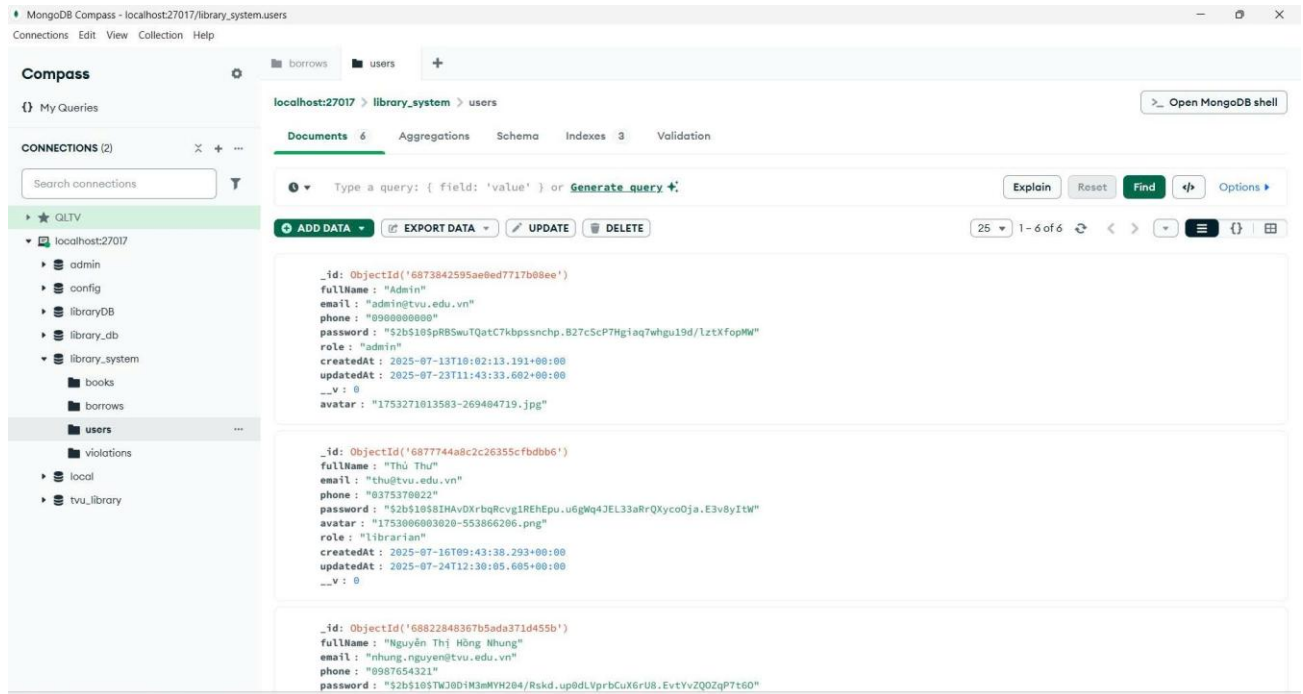 MongoDB Compass - localhost:27017/library_system.users
Connections Edit View Collection Help
Compass
{} My Queries
CONNECTIONS (2)
Search connections
QLTV
localhost:27017
admin
config
libraryDB
library_db
library_system
books
borrows
users
violations
local
tvu_library
borrows users
localhost:27017 > library_system > users
>_ Open MongoDB shell
Documents 6 Aggregations Schema Indexes 3 Validation
Type a query: { field: 'value' } or Generate query
Explain Reset Find </> Options
ADD DATA EXPORT DATA UPDATE DELETE
25 1 - 6 of 6
_id: ObjectId('6873842595ae0ed7717b08ee')
fullName : "Admin"
email : "admin@tvu.edu.vn"
phone : "0900000000"
password : "$2b$10$pRBSwuTQatC7kbpssnchp.B27cScP7Hgiaq7whgu19d/lztXfopMW"
role : "admin"
createdAt : 2025-07-13T10:02:13.191+00:00
updatedAt : 2025-07-23T11:43:33.602+00:00
__v : 0
avatar : "1753271013583-269404719.jpg"
_id: ObjectId('6877744a8c2c26355cfbdbb6')
fullName : "Thủ Thư"
email : "thu@tvu.edu.vn"
phone : "0375370022"
password : "$2b$10$8IHAvDXrbqRcvg1REhEpu.u6gWq4JEL33aRrQXycoOja.E3v8yItW"
avatar : "1753006003020-553866206.png"
role : "librarian"
createdAt : 2025-07-16T09:43:38.293+00:00
updatedAt : 2025-07-24T12:30:05.605+00:00
__v : 0
_id: ObjectId('68822848367b5ada371d455b')
fullName : "Nguyễn Thị Hồng Nhung"
email : "nhung.nguyen@tvu.edu.vn"
phone : "0987654321"
password : "$2b$10$TWJ0DiM3mMYH204/Rskd.up0dLVprbCuX6rU8.EvtYvZQOZqP7t6O"